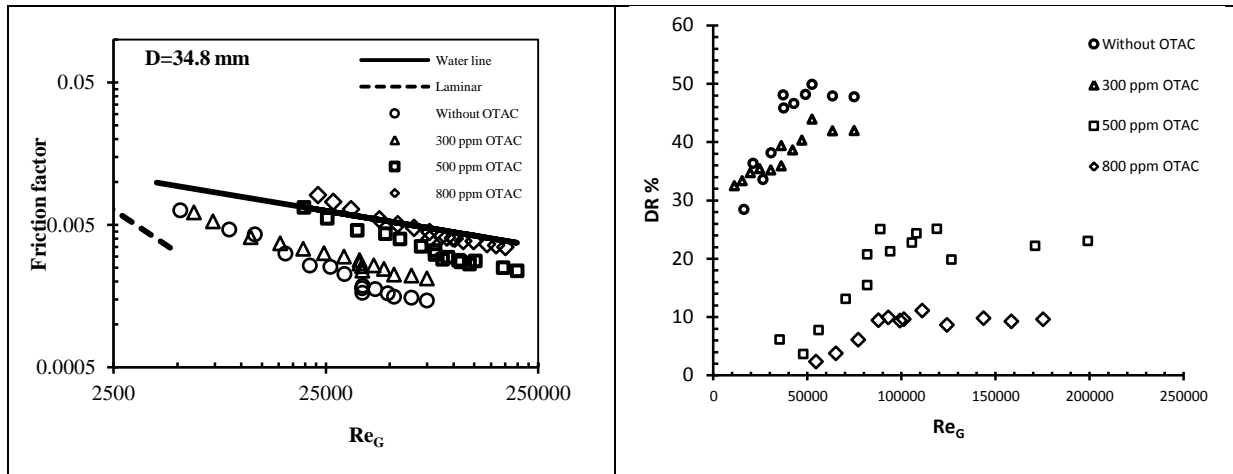 D=34.8 mm
Water line
Laminar
Without OTAC
300 ppm OTAC
500 ppm OTAC
800 ppm OTAC
0.05
0.005
0.0005
2500
25000
250000
Friction factor
ReG
60
50
40
30
20
10
0
0
50000
100000
150000
200000
250000
DR %
ReG
Without OTAC
300 ppm OTAC
500 ppm OTAC
800 ppm OTAC